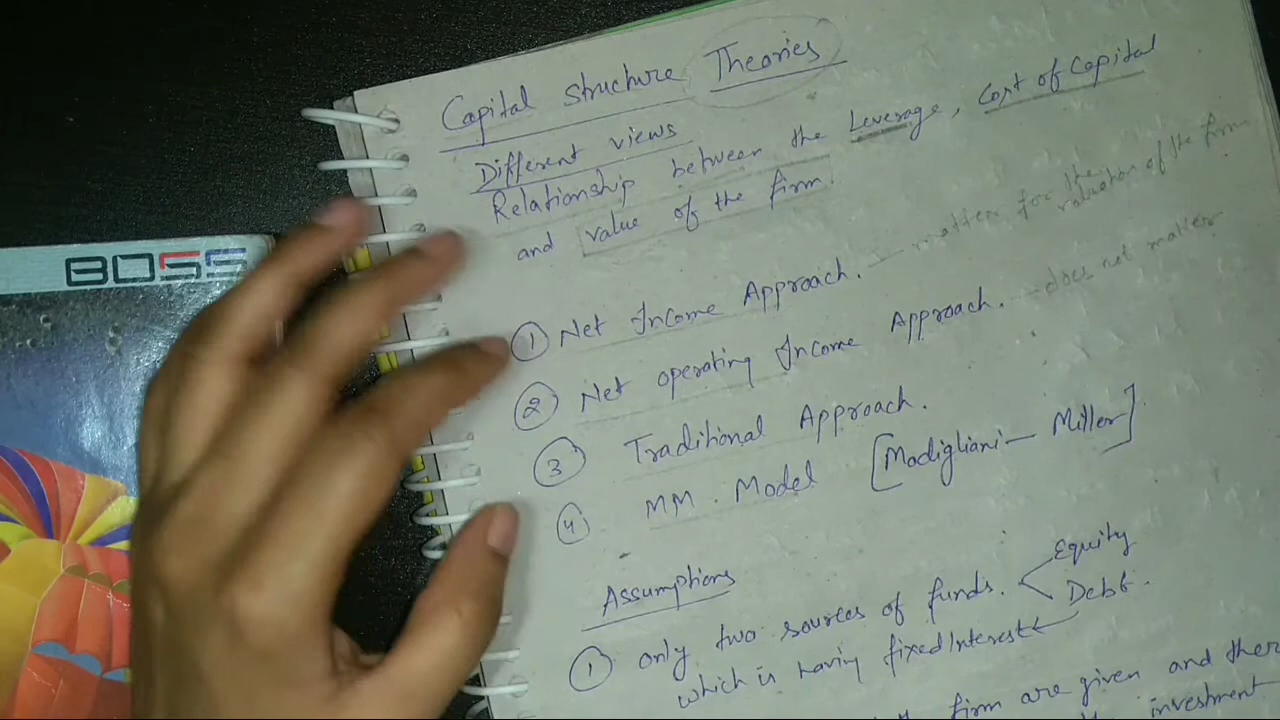 BOSS
Capital structure Theories
Different views
Relationship between the Leverage, Cost of Capital
and value of the firm.
① Net Income Approach. — matter for the valuation of the firm
② Net operating Income Approach. — does not matter
③ Traditional Approach.
④ MM. Model [Modigliani — Miller]
Assumptions
① only two sources of funds. < Equity
Debt.
which is having fixed Interest ←
firm are given and there
investment